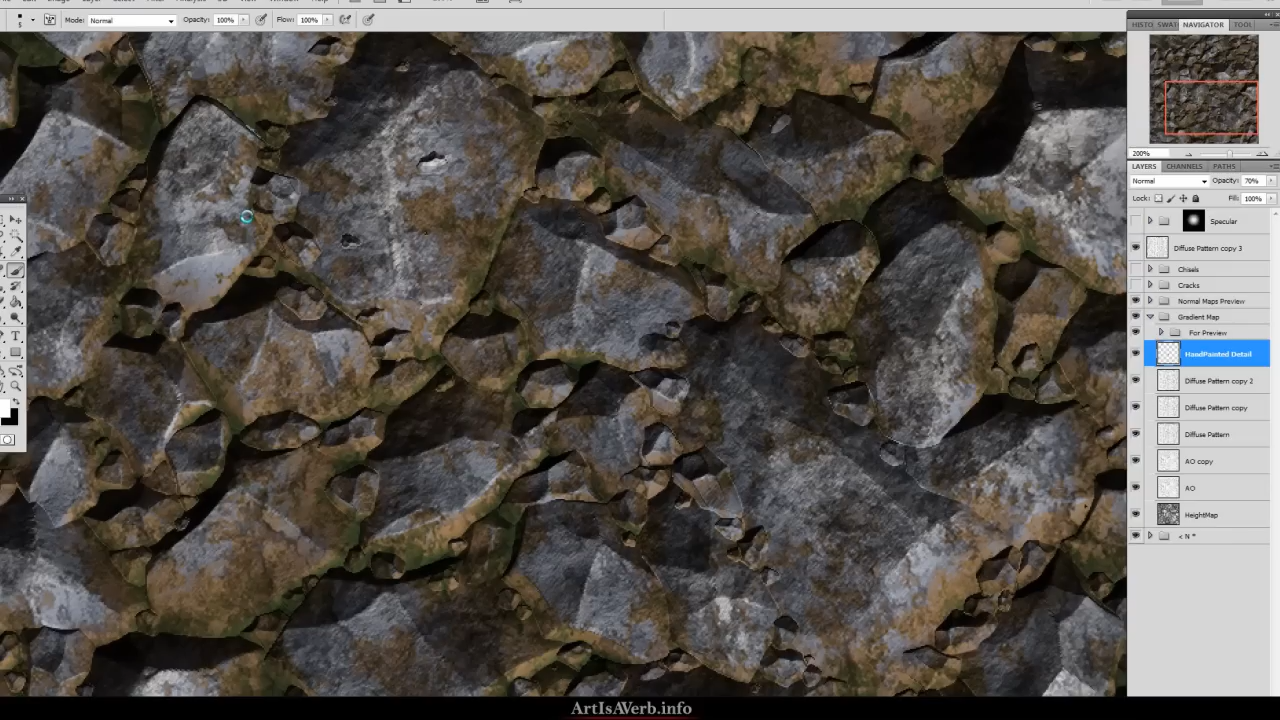 Mode: Normal Opacity: 100% Flow: 100%
HISTO SWAT NAVIGATOR TOOL
200%
LAYERS CHANNELS PATHS
Normal Opacity: 70%
Lock: Fill: 100%
Specular
Diffuse Pattern copy 3
Chisels
Cracks
Normal Maps Preview
Gradient Map
For Preview
HandPainted Detail
Diffuse Pattern copy 2
Diffuse Pattern copy
Diffuse Pattern
AO copy
AO
HeightMap
< N *
5
ArtIsAVerb.info